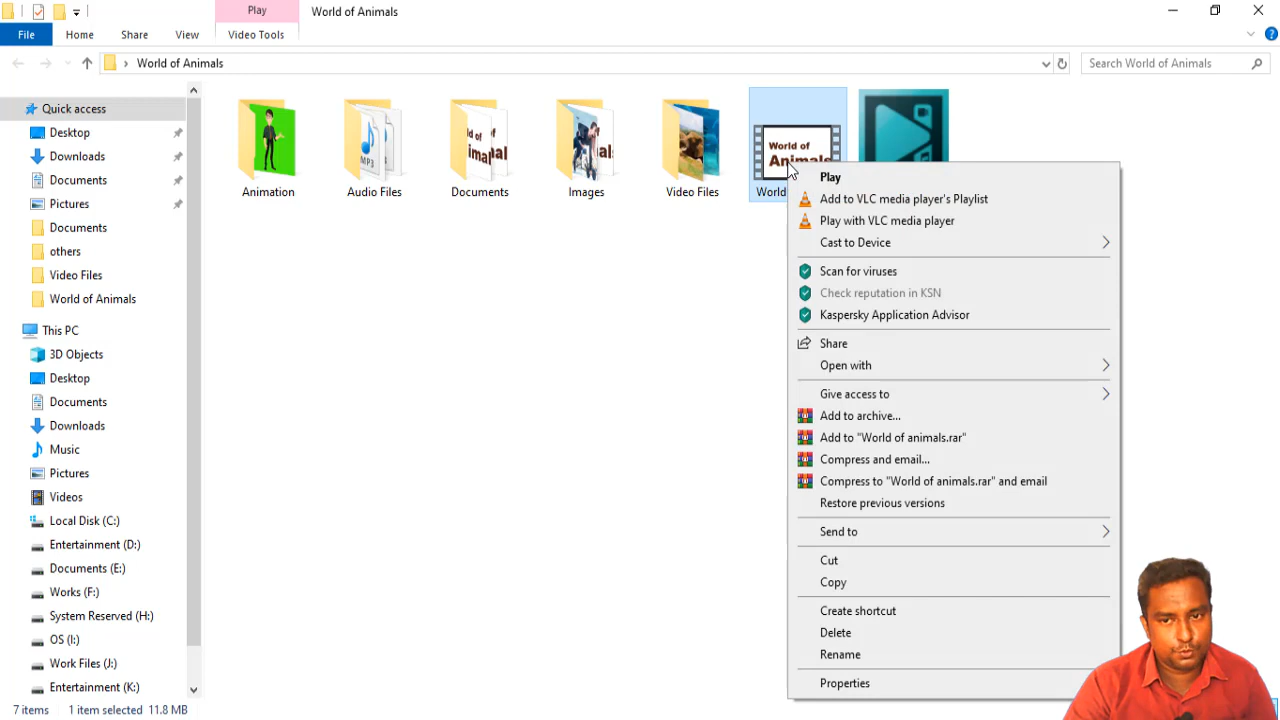 Play
World of Animals
File
Home
Share
View
Video Tools
World of Animals
Search World of Animals
Quick access
Desktop
Downloads
Documents
Pictures
Documents
others
Video Files
World of Animals
This PC
3D Objects
Desktop
Documents
Downloads
Music
Pictures
Videos
Local Disk (C:)
Entertainment (D:)
Documents (E:)
Works (F:)
System Reserved (H:)
OS (I:)
Work Files (J:)
Entertainment (K:)
MP3
World of
Animals
Animation
Audio Files
Documents
Images
Video Files
World
Play
Add to VLC media player's Playlist
Play with VLC media player
Cast to Device
Scan for viruses
Check reputation in KSN
Kaspersky Application Advisor
Share
Open with
Give access to
Add to archive...
Add to "World of animals.rar"
Compress and email...
Compress to "World of animals.rar" and email
Restore previous versions
Send to
Cut
Copy
Create shortcut
Delete
Rename
Properties
7 items
1 item selected 11.8 MB